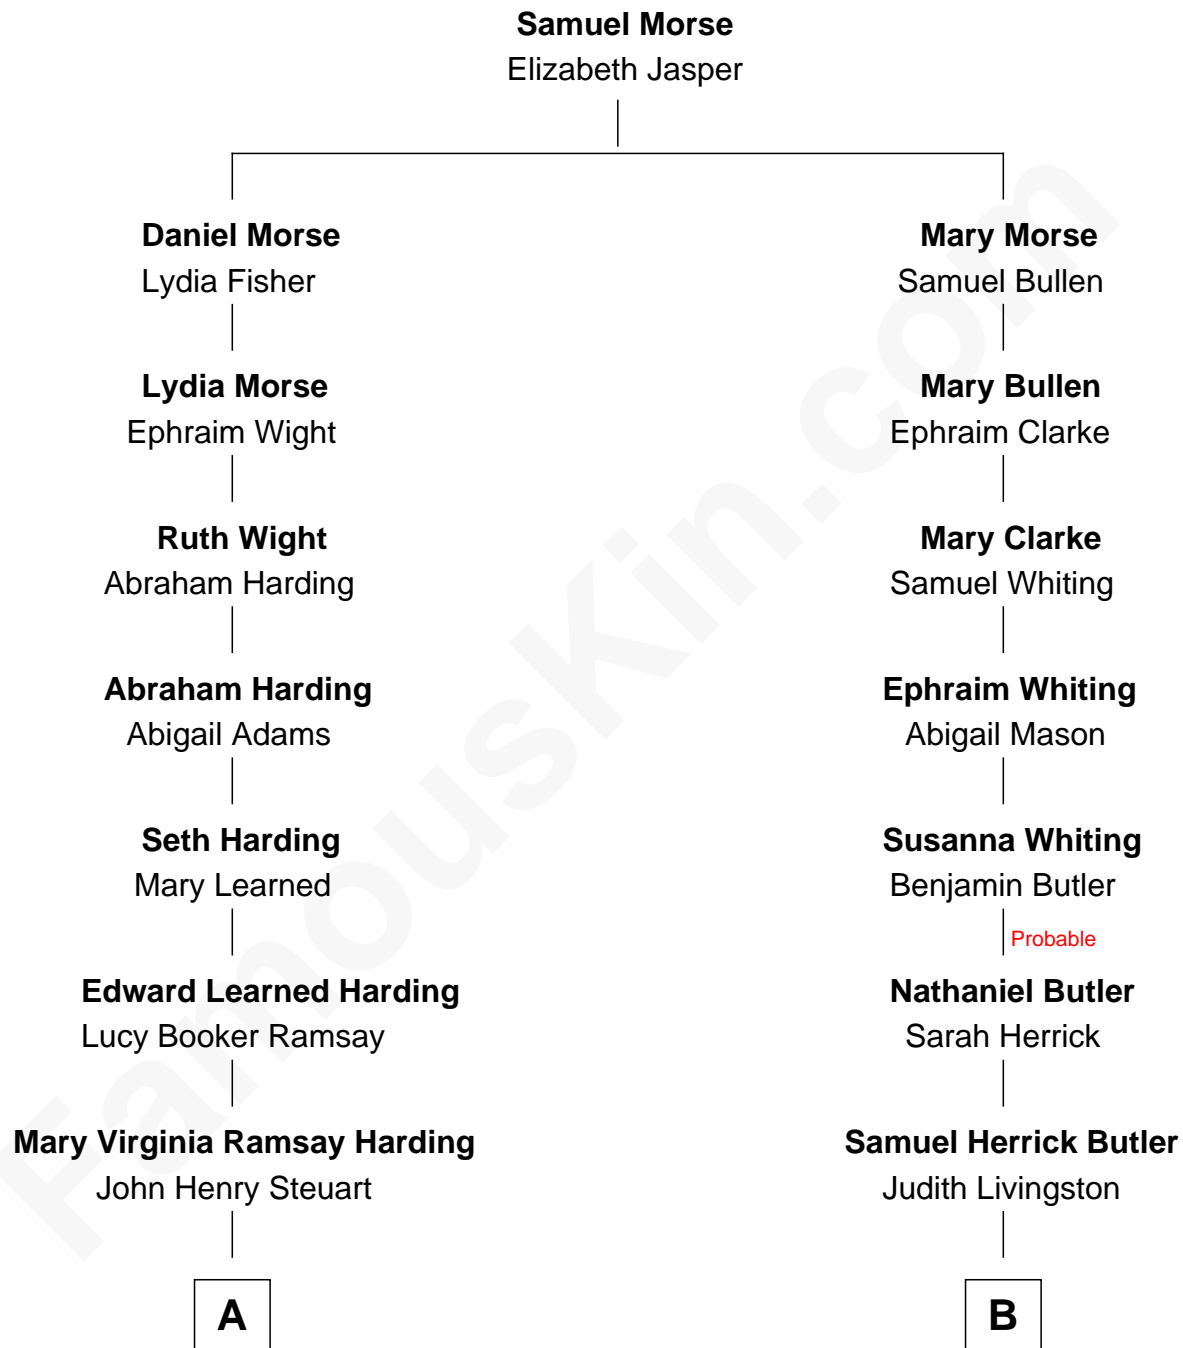 Samuel Morse
Elizabeth Jasper
Daniel Morse
Lydia Fisher
Mary Morse
Samuel Bullen
Lydia Morse
Ephraim Wight
Mary Bullen
Ephraim Clarke
Ruth Wight
Abraham Harding
Mary Clarke
Samuel Whiting
Abraham Harding
Abigail Adams
Ephraim Whiting
Abigail Mason
Seth Harding
Mary Learned
Susanna Whiting
Benjamin Butler
Probable
Edward Learned Harding
Lucy Booker Ramsay
Nathaniel Butler
Sarah Herrick
Mary Virginia Ramsay Harding
John Henry Steuart
Samuel Herrick Butler
Judith Livingston
A
B
FamousKin.com